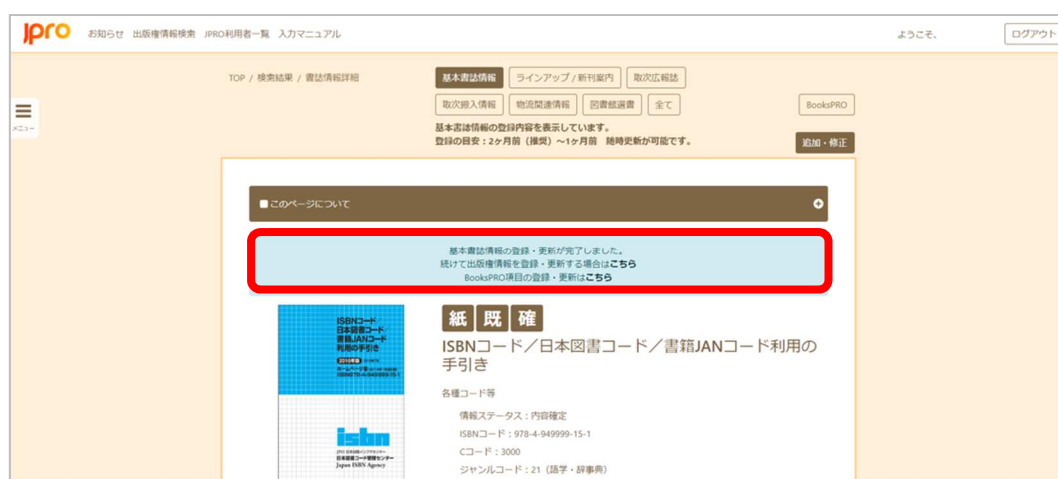 jpro
お知らせ 出版権情報検索 JPRO利用者一覧 入力マニュアル
ようこそ、
ログアウト
TOP / 検索結果 / 書誌情報詳細
基本書誌情報 ラインアップ / 新刊案内 取次広報誌
取次搬入情報 物流関連情報 図書館選書 全て
BooksPRO
メニュー
基本書誌情報の登録内容を表示しています。
登録の目安：2ヶ月前（推奨）～1ヶ月前 随時更新が可能です。
追加・修正
このページについて
基本書誌情報の登録・更新が完了しました。
続けて出版権情報を登録・更新する場合はこちら
BooksPRO項目の登録・更新はこちら
ISBNコード／
日本図書コード／
書籍JANコード
利用の手引き
2010年版
isbn
日本図書コード管理センター
Japan ISBN Agency
紙 既 確
ISBNコード／日本図書コード／書籍JANコード利用の
手引き
各種コード等
情報ステータス：内容確定
ISBNコード：978-4-949999-15-1
Cコード：3000
ジャンルコード：21（語学・辞事典）